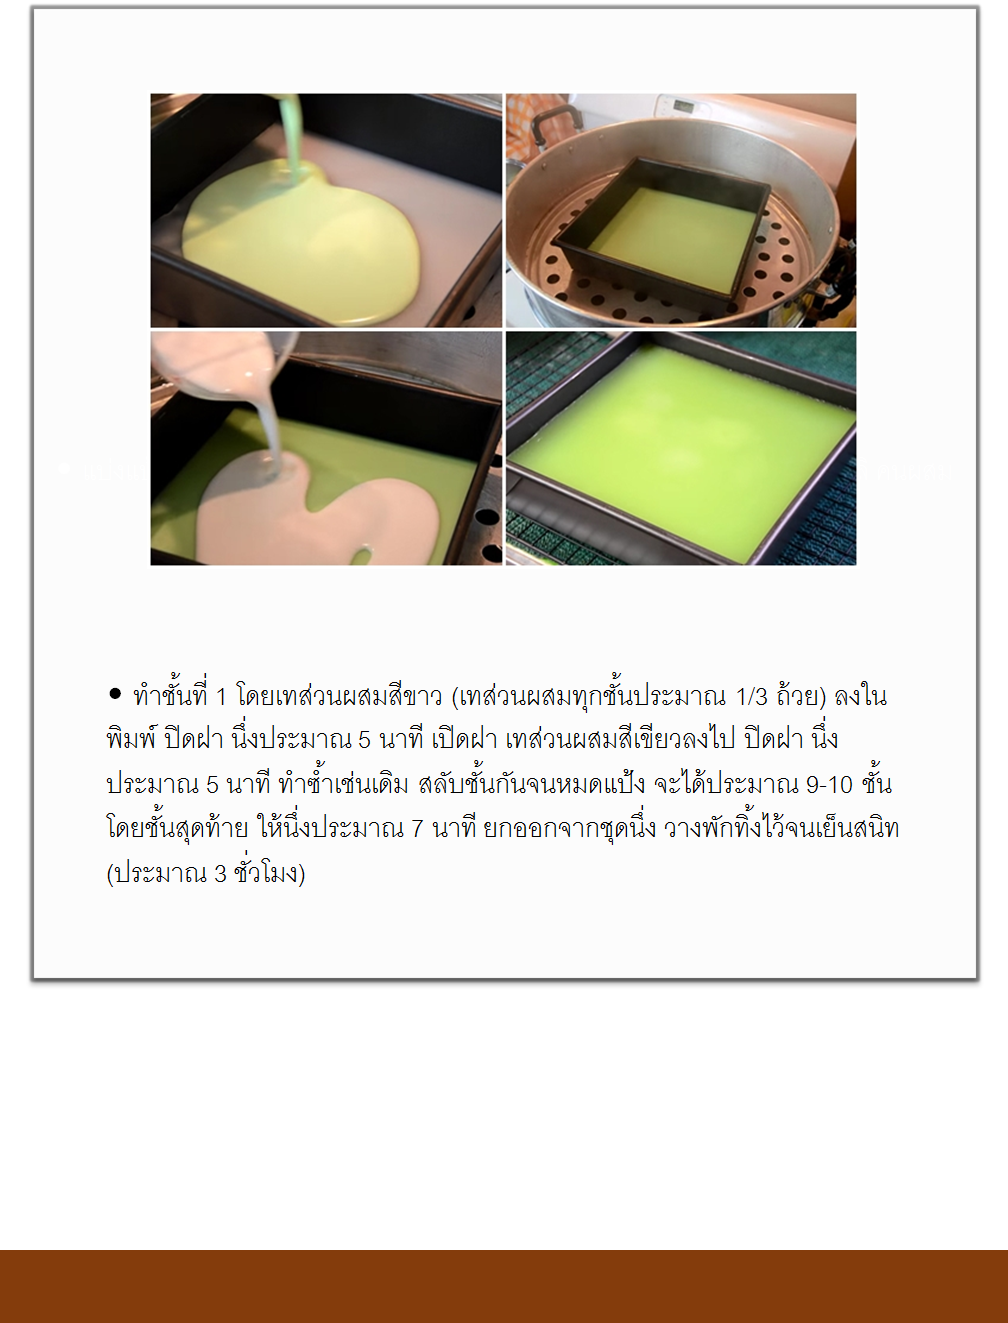 ● ทำชั้นที่ 1 โดยเทส่วนผสมสีขาว (เทส่วนผสมทุกชั้นประมาณ 1/3 ถ้วย) ลงใน
พิมพ์ ปิดฝา นึ่งประมาณ 5 นาที เปิดฝา เทส่วนผสมสีเขียวลงไป ปิดฝา นึ่ง
ประมาณ 5 นาที ทำซ้ำเช่นเดิม สลับชั้นกันจนหมดแป้ง จะได้ประมาณ 9-10 ชั้น
โดยชั้นสุดท้าย ให้นึ่งประมาณ 7 นาที ยกออกจากชุดนึ่ง วางพักทิ้งไว้จนเย็นสนิท
(ประมาณ 3 ชั่วโมง)